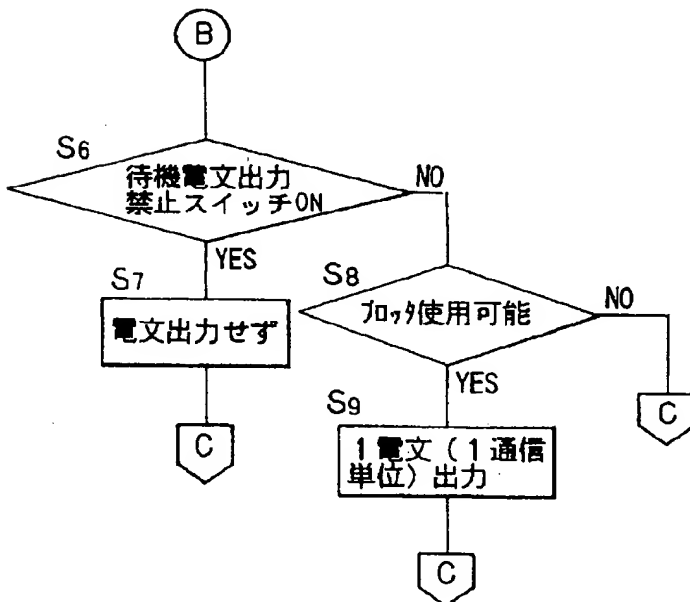 B
S6
待機電文出力
禁止スイッチON
NO
YES
S7
電文出力せず
C
S8
プロッタ使用可能
NO
C
YES
S9
1電文(1通信
単位)出力
C